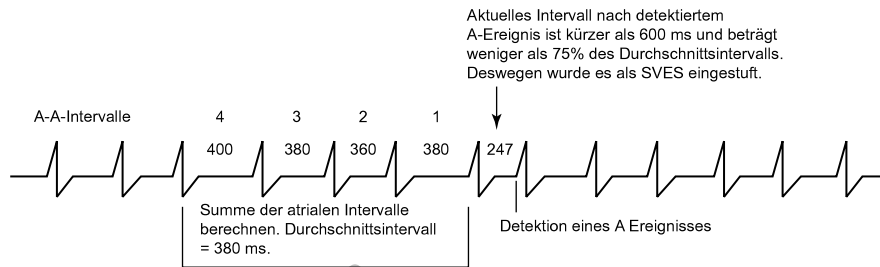 Aktuelles Intervall nach detektiertem
A-Ereignis ist kürzer als 600 ms und beträgt
weniger als 75% des Durchschnittsintervalls.
Deswegen wurde es als SVES eingestuft.
A-A-Intervalle 4 3 2 1
400 380 360 380 247
Summe der atrialen Intervalle
berechnen. Durchschnittsintervall
= 380 ms.
Detektion eines A Ereignisses